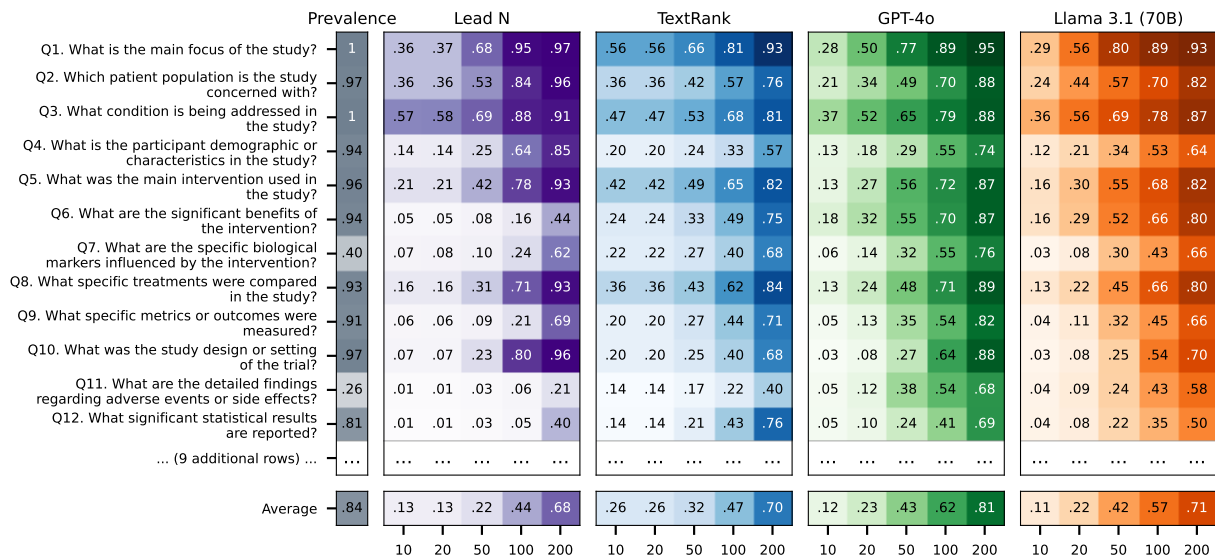 Prevalence Lead N TextRank GPT-4o Llama 3.1 (70B)
Q1. What is the main focus of the study? 1 .36 .37 .68 .95 .97 .56 .56 .66 .81 .93 .28 .50 .77 .89 .95 .29 .56 .80 .89 .93
Q2. Which patient population is the study
concerned with? .97 .36 .36 .53 .84 .96 .36 .36 .42 .57 .76 .21 .34 .49 .70 .88 .24 .44 .57 .70 .82
Q3. What condition is being addressed in
the study? 1 .57 .58 .69 .88 .91 .47 .47 .53 .68 .81 .37 .52 .65 .79 .88 .36 .56 .69 .78 .87
Q4. What is the participant demographic or
characteristics in the study? .94 .14 .14 .25 .64 .85 .20 .20 .24 .33 .57 .13 .18 .29 .55 .74 .12 .21 .34 .53 .64
Q5. What was the main intervention used in
the study? .96 .21 .21 .42 .78 .93 .42 .42 .49 .65 .82 .13 .27 .56 .72 .87 .16 .30 .55 .68 .82
Q6. What are the significant benefits of
the intervention? .94 .05 .05 .08 .16 .44 .24 .24 .33 .49 .75 .18 .32 .55 .70 .87 .16 .29 .52 .66 .80
Q7. What are the specific biological
markers influenced by the intervention? .40 .07 .08 .10 .24 .62 .22 .22 .27 .40 .68 .06 .14 .32 .55 .76 .03 .08 .30 .43 .66
Q8. What specific treatments were compared
in the study? .93 .16 .16 .31 .71 .93 .36 .36 .43 .62 .84 .13 .24 .48 .71 .89 .13 .22 .45 .66 .80
Q9. What specific metrics or outcomes were
measured? .91 .06 .06 .09 .21 .69 .20 .20 .27 .44 .71 .05 .13 .35 .54 .82 .04 .11 .32 .45 .66
Q10. What was the study design or setting
of the trial? .97 .07 .07 .23 .80 .96 .20 .20 .25 .40 .68 .03 .08 .27 .64 .88 .03 .08 .25 .54 .70
Q11. What are the detailed findings
regarding adverse events or side effects? .26 .01 .01 .03 .06 .21 .14 .14 .17 .22 .40 .05 .12 .38 .54 .68 .04 .09 .24 .43 .58
Q12. What significant statistical results
are reported? .81 .01 .01 .03 .05 .40 .14 .14 .21 .43 .76 .05 .10 .24 .41 .69 .04 .08 .22 .35 .50
... (9 additional rows) ... ... ... ... ... ... ... ... ... ... ... ... ... ... ... ... ... ... ... ... ... ...
Average .84 .13 .13 .22 .44 .68 .26 .26 .32 .47 .70 .12 .23 .43 .62 .81 .11 .22 .42 .57 .71
10 20 50 100 200 10 20 50 100 200 10 20 50 100 200 10 20 50 100 200